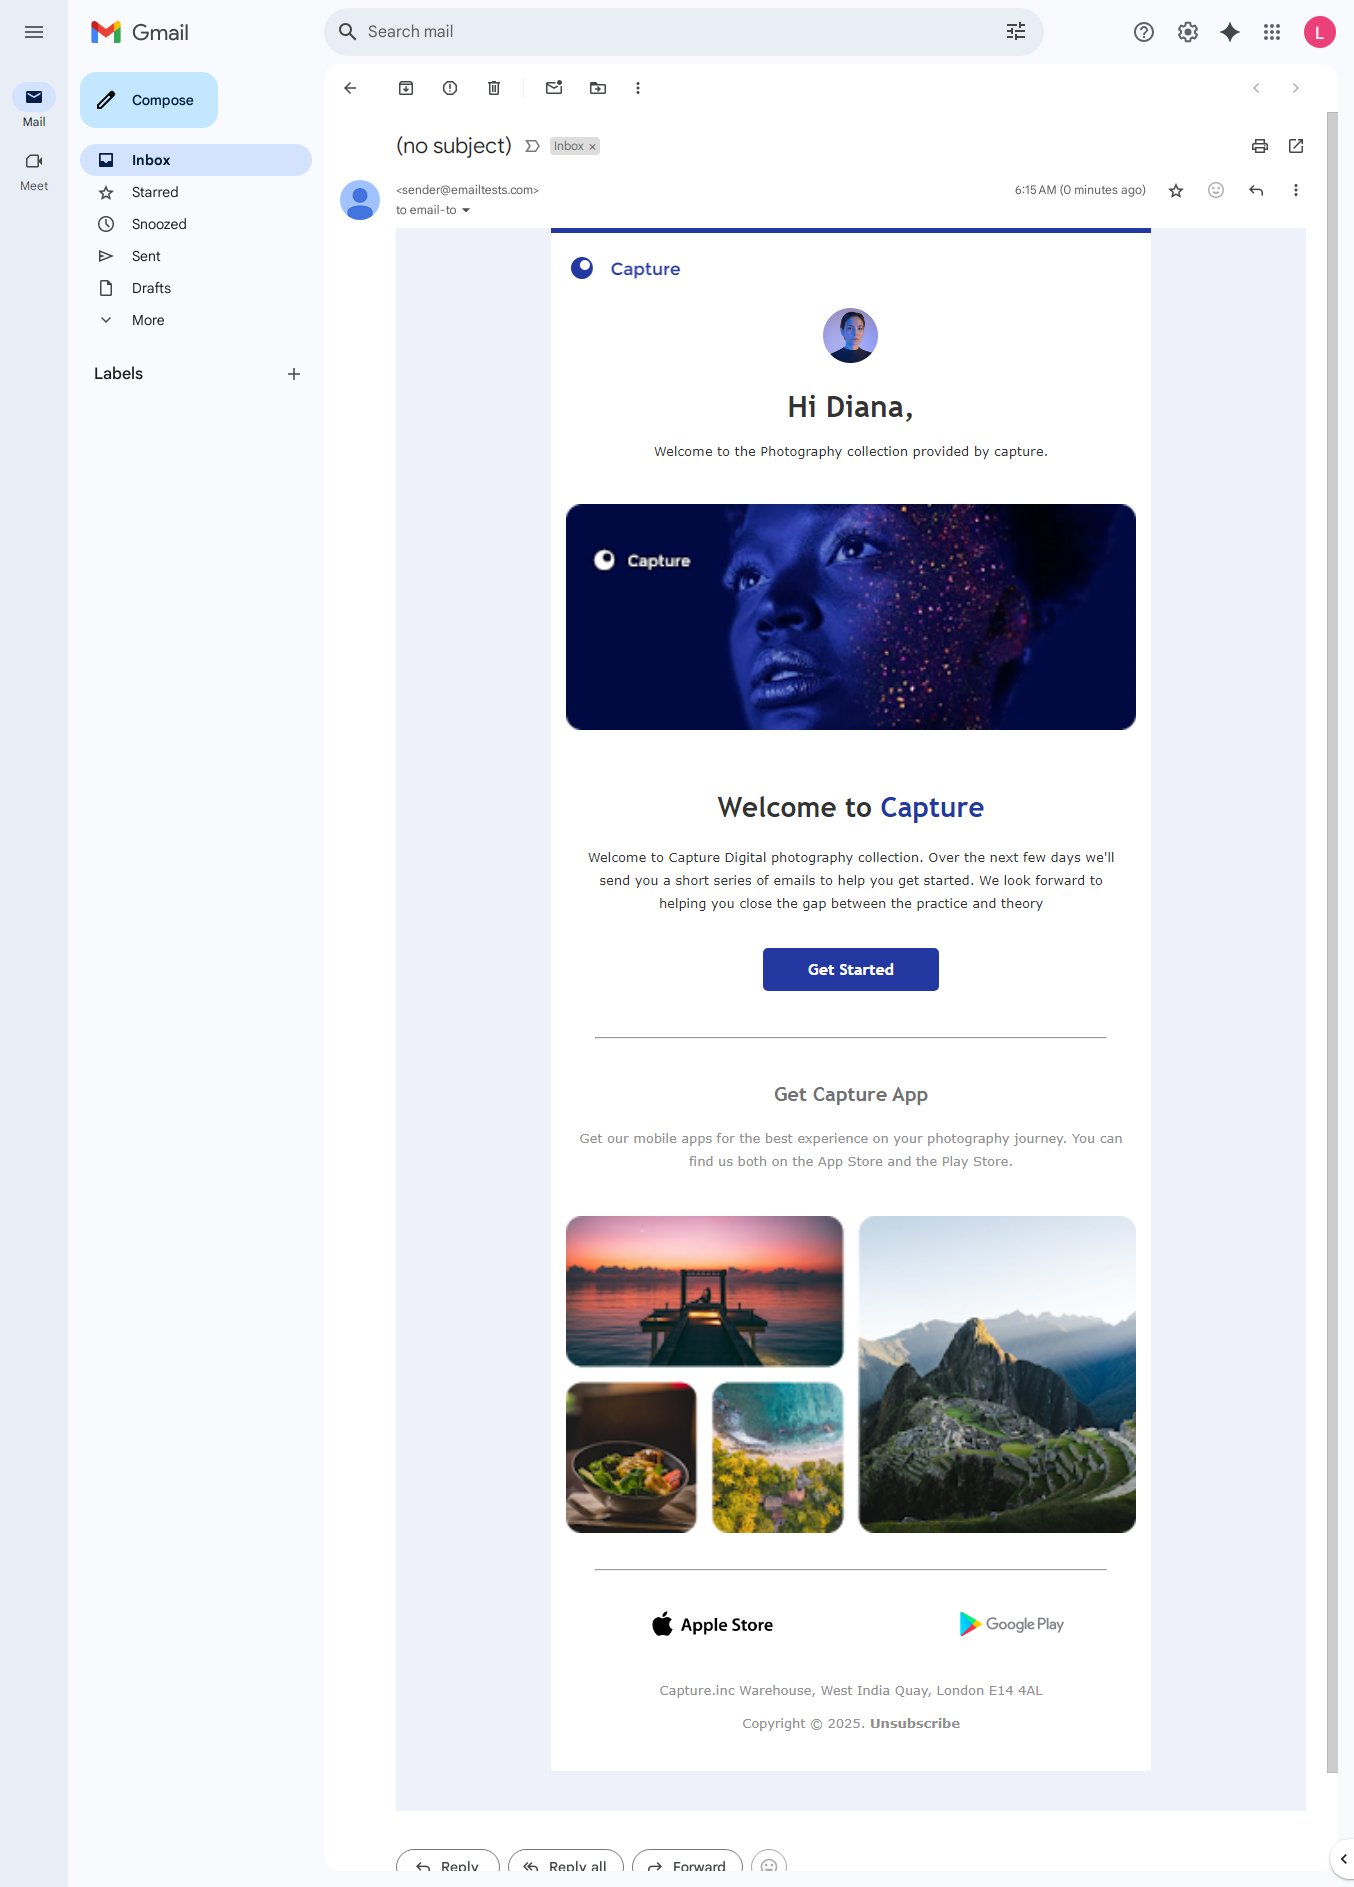 Gmail
Search mail
L
Mail
Meet
Compose
Inbox
Starred
Snoozed
Sent
Drafts
More
Labels
(no subject)
Inbox ×
<sender@emailtests.com>
6:15 AM (0 minutes ago)
to email-to
Capture
Hi Diana,
Welcome to the Photography collection provided by capture.
Capture
Welcome to Capture
Welcome to Capture Digital photography collection. Over the next few days we'll
send you a short series of emails to help you get started. We look forward to
helping you close the gap between the practice and theory
Get Started
Get Capture App
Get our mobile apps for the best experience on your photography journey. You can
find us both on the App Store and the Play Store.
Apple Store
Google Play
Capture.inc Warehouse, West India Quay, London E14 4AL
Copyright © 2025. Unsubscribe
Reply
Reply all
Forward